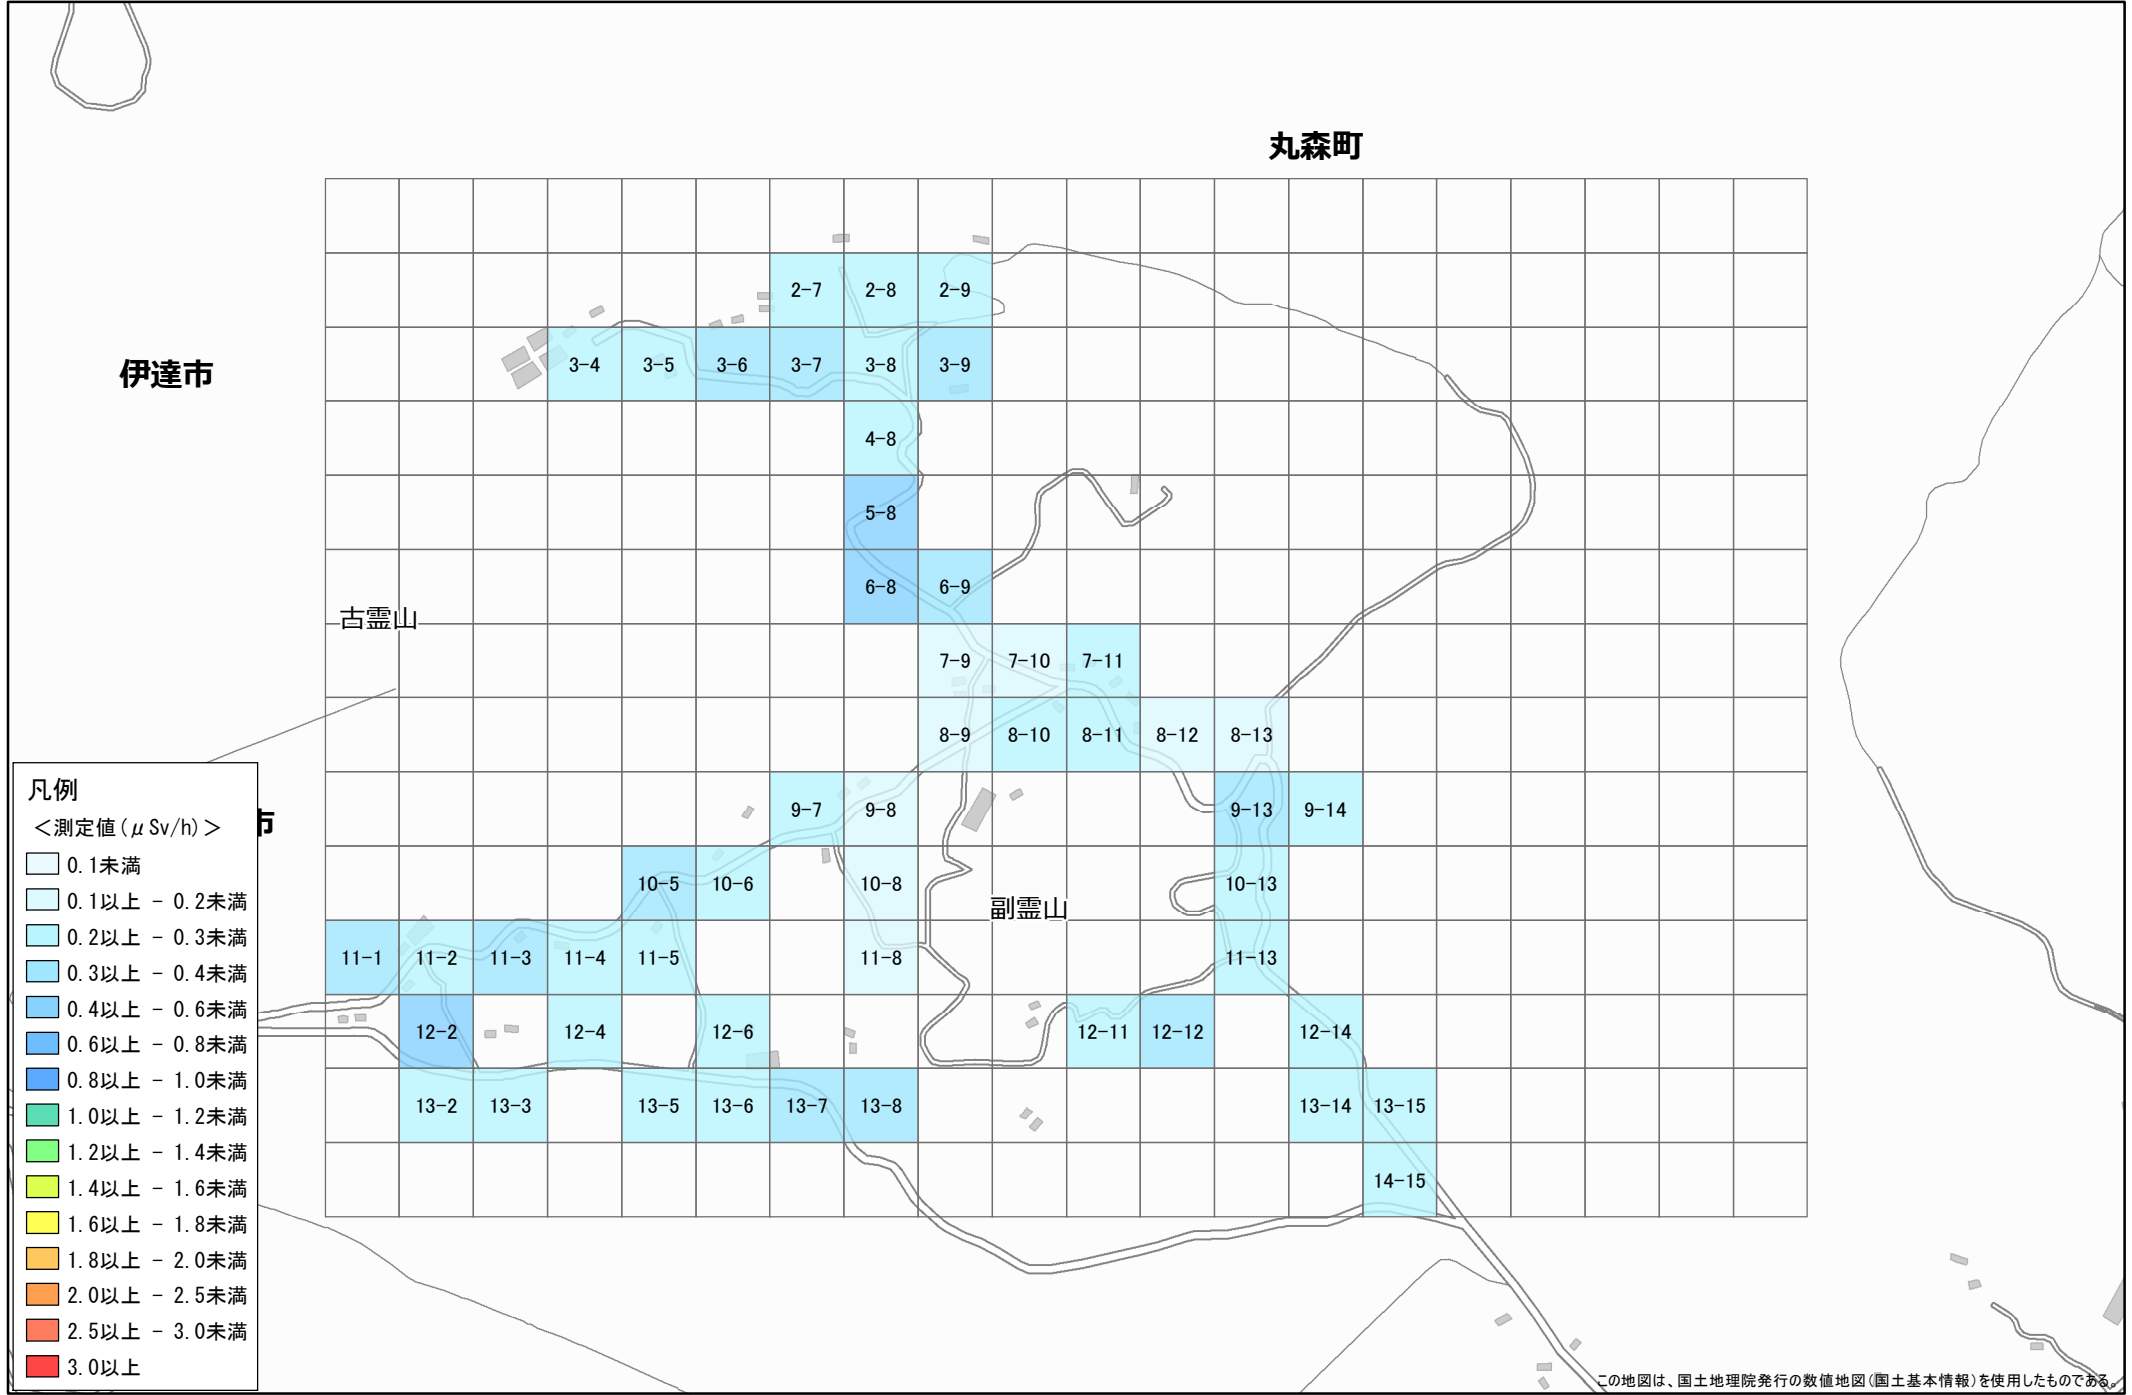 丸森町
2-7 2-8 2-9
伊達市
3-4 3-5 3-6 3-7 3-8 3-9
4-8
5-8
6-8 6-9
古霊山
7-9 7-10 7-11
8-9 8-10 8-11 8-12 8-13
9-7 9-8 9-13 9-14
市
10-5 10-6 10-8 10-13
副霊山
11-1 11-2 11-3 11-4 11-5 11-8 11-13
12-2 12-4 12-6 12-11 12-12 12-14
13-2 13-3 13-5 13-6 13-7 13-8 13-14 13-15
14-15
凡例
＜測定値(μSv/h)＞
0.1未満
0.1以上 - 0.2未満
0.2以上 - 0.3未満
0.3以上 - 0.4未満
0.4以上 - 0.6未満
0.6以上 - 0.8未満
0.8以上 - 1.0未満
1.0以上 - 1.2未満
1.2以上 - 1.4未満
1.4以上 - 1.6未満
1.6以上 - 1.8未満
1.8以上 - 2.0未満
2.0以上 - 2.5未満
2.5以上 - 3.0未満
3.0以上
この地図は、国土地理院発行の数値地図(国土基本情報)を使用したものである。